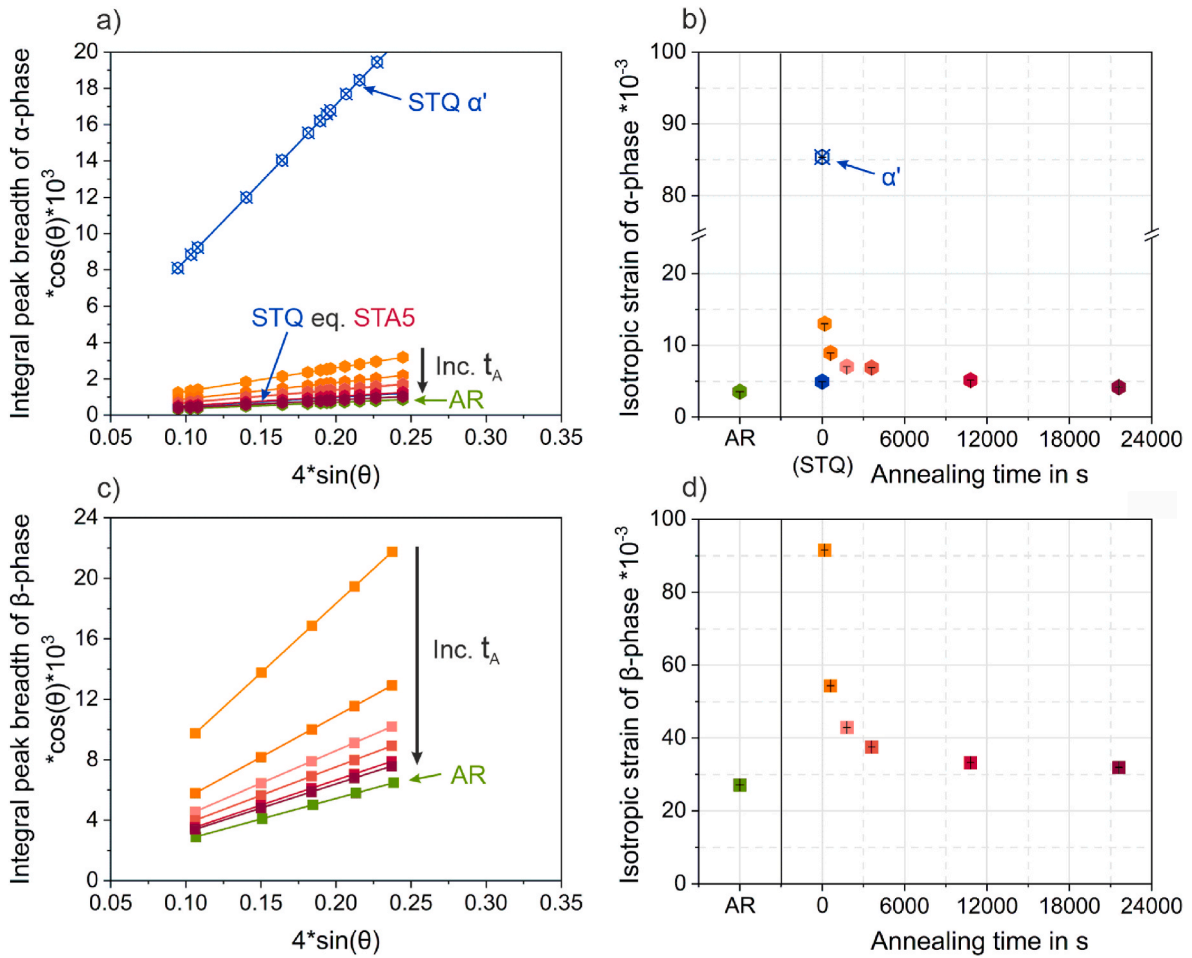 a)
Integral peak breadth of α-phase
*cos(θ)*10³
20
18
16
14
12
10
8
6
4
2
0
STQ α'
STQ eq. STA5
Inc. tA
AR
0.05
0.10
0.15
0.20
0.25
0.30
0.35
4*sin(θ)
b)
Isotropic strain of α-phase *10⁻³
100
90
80
20
10
0
α'
AR
0
6000
12000
18000
24000
(STQ)
Annealing time in s
c)
Integral peak breadth of β-phase
*cos(θ)*10³
24
20
16
12
8
4
0
Inc. tA
AR
0.05
0.10
0.15
0.20
0.25
0.30
0.35
4*sin(θ)
d)
Isotropic strain of β-phase *10⁻³
100
80
60
40
20
0
AR
0
6000
12000
18000
24000
Annealing time in s